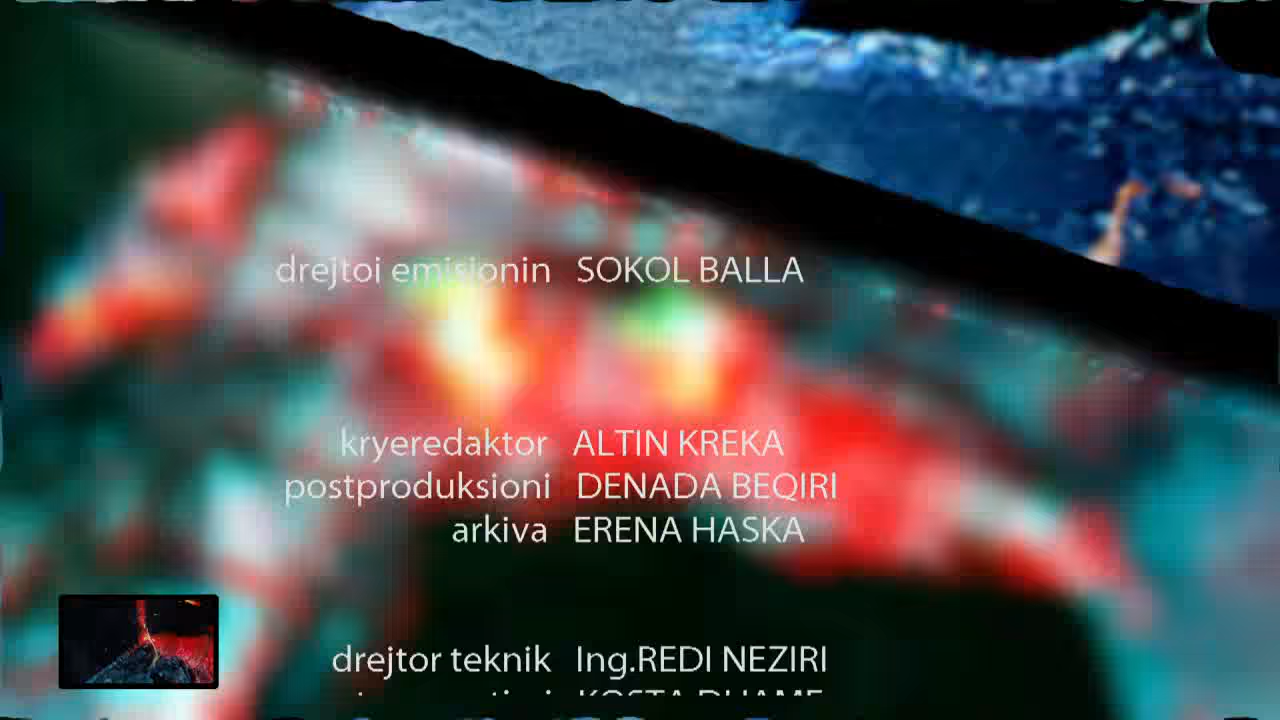 drejtoi emisionin SOKOL BALLA
kryeredaktor ALTIN KREKA
postproduksioni DENADA BEQIRI
arkiva ERENA HASKA
drejtor teknik Ing.REDI NEZIRI